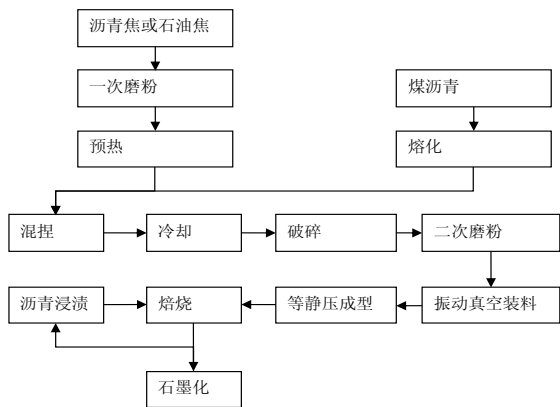 沥青焦或石油焦
一次磨粉
煤沥青
预热
熔化
混捏
冷却
破碎
二次磨粉
沥青浸渍
焙烧
等静压成型
振动真空装料
石墨化